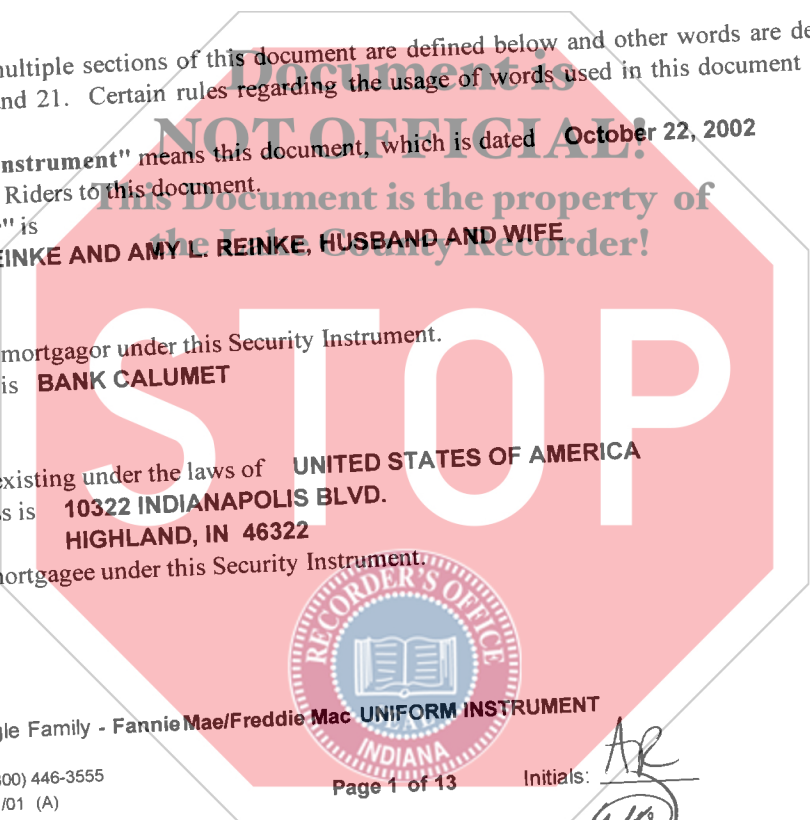 multiple sections of this document are defined below and other words are de
nd 21. Certain rules regarding the usage of words used in this document
Document is
NOT OFFICIAL!
nstrument" means this document, which is dated October 22, 2002
Riders to this document.
This Document is the property of
" is
the Lake County Recorder!
EINKE AND AMY L. REINKE, HUSBAND AND WIFE
mortgagor under this Security Instrument.
is BANK CALUMET
STOP
existing under the laws of UNITED STATES OF AMERICA
s is 10322 INDIANAPOLIS BLVD.
HIGHLAND, IN 46322
mortgagee under this Security Instrument.
RECORDER'S OFFICE
SEAL
INDIANA
gle Family - Fannie Mae/Freddie Mac UNIFORM INSTRUMENT
00) 446-3555
/01 (A)
Page 1 of 13
Initials: AR